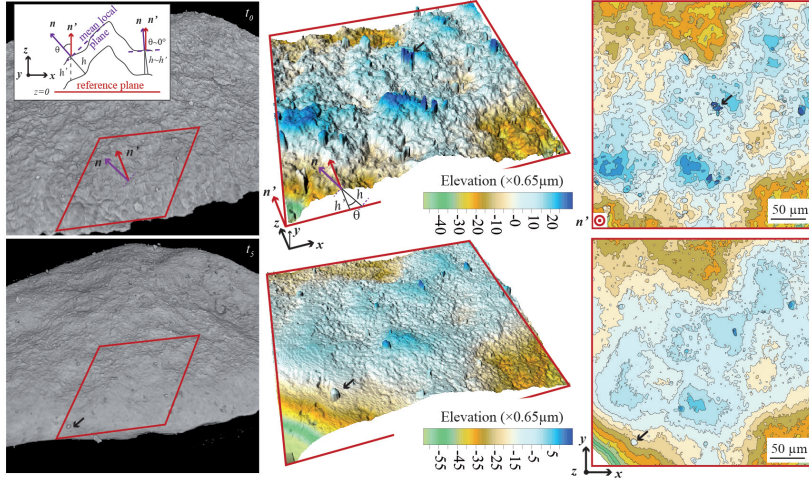 t0
n n'
n n'
mean local plane
θ
θ~0°
z
y x
h' h
h~h'
z=0
reference plane
n n'
n n'
n'
h
h'
θ
z y
x
Elevation (×0.65µm)
-40
-30
-20
-10
-0
10
20
n'
50 µm
t5
Elevation (×0.65µm)
-55
-45
-35
-25
-15
-5
5
50 µm
y
z x